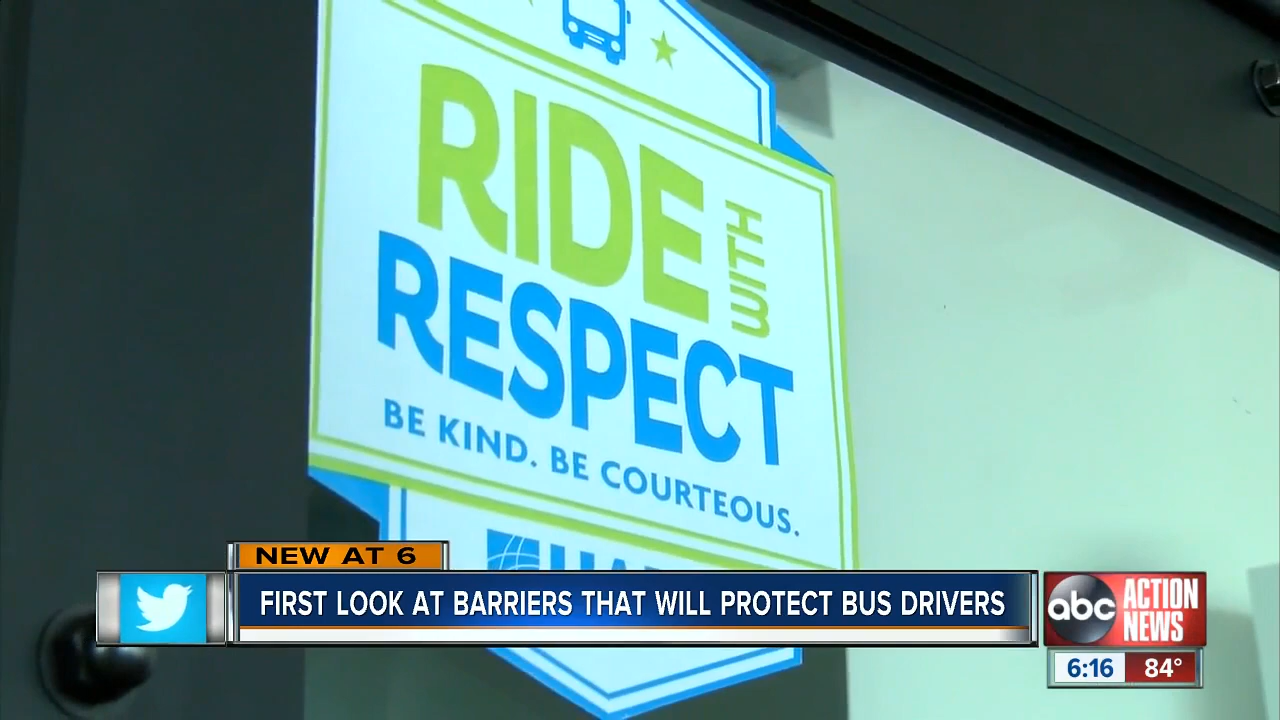 RIDE WITH
RESPECT
BE KIND. BE COURTEOUS.
NEW AT 6
FIRST LOOK AT BARRIERS THAT WILL PROTECT BUS DRIVERS
abc ACTION
NEWS
6:16 84°